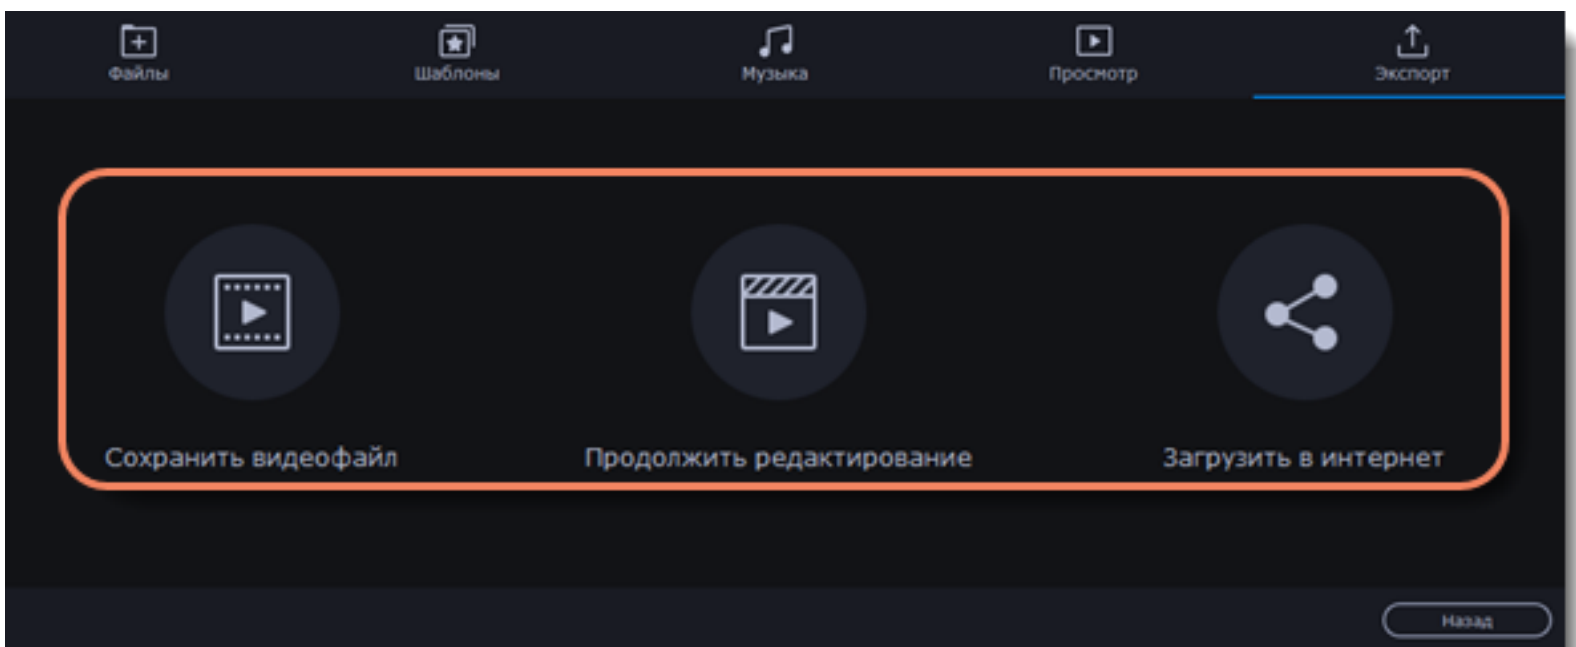 Файлы
Шаблоны
Музыка
Просмотр
Экспорт
Сохранить видеофайл
Продолжить редактирование
Загрузить в интернет
Назад